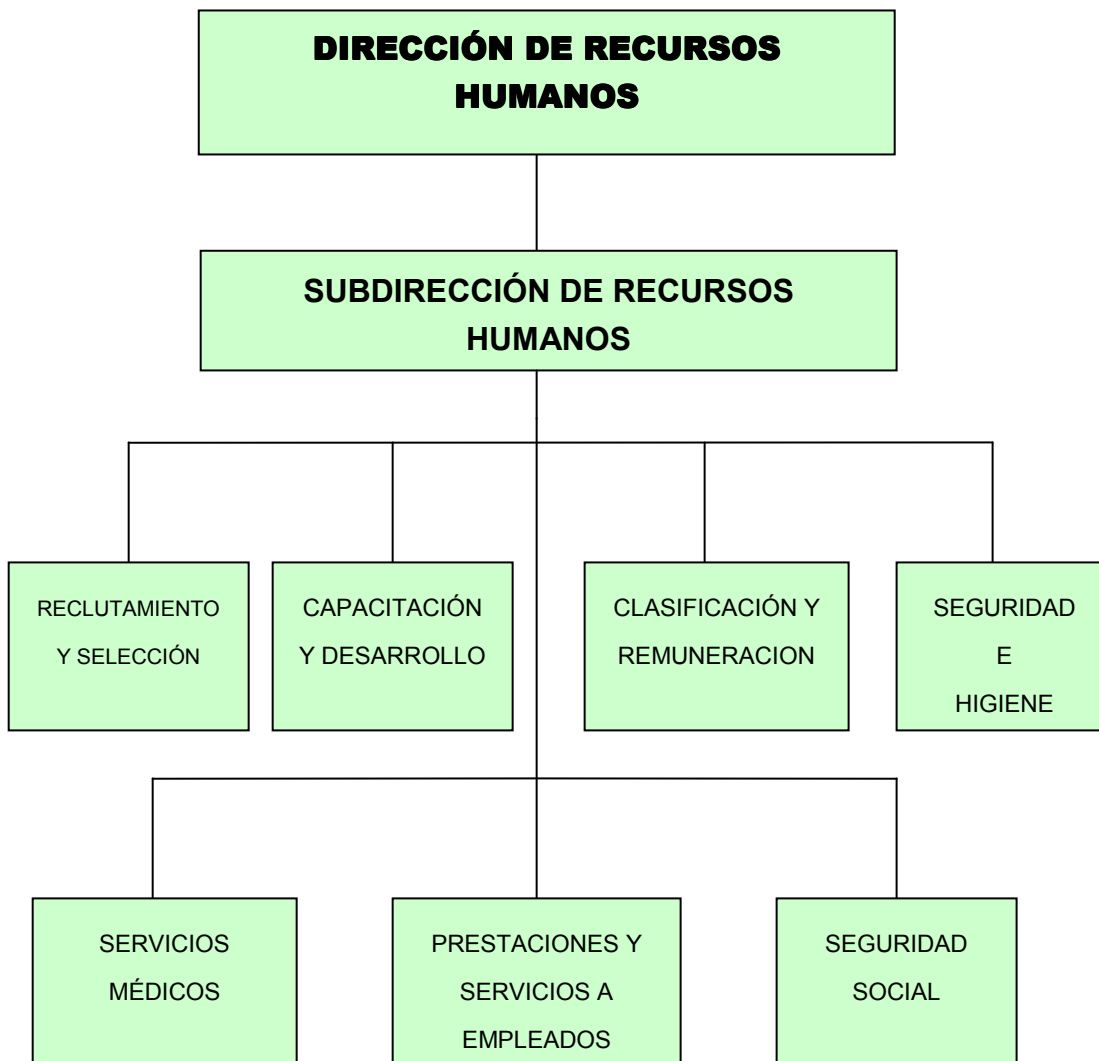 DIRECCIÓN DE RECURSOS
HUMANOS
SUBDIRECCIÓN DE RECURSOS
HUMANOS
RECLUTAMIENTO
Y SELECCIÓN
CAPACITACIÓN
Y DESARROLLO
CLASIFICACIÓN Y
REMUNERACION
SEGURIDAD
E
HIGIENE
SERVICIOS
MÉDICOS
PRESTACIONES Y
SERVICIOS A
EMPLEADOS
SEGURIDAD
SOCIAL